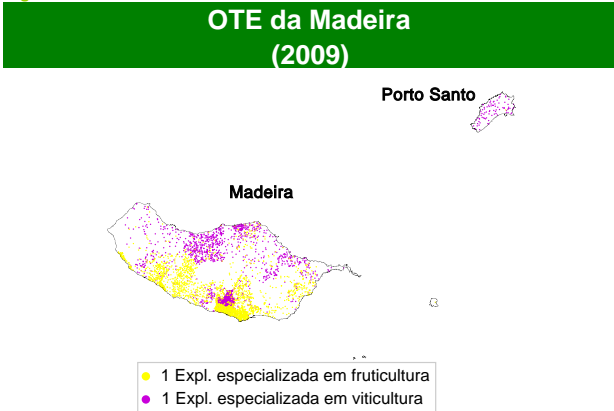 OTE da Madeira
(2009)
Porto Santo
Madeira
1 Expl. especializada em fruticultura
1 Expl. especializada em viticultura